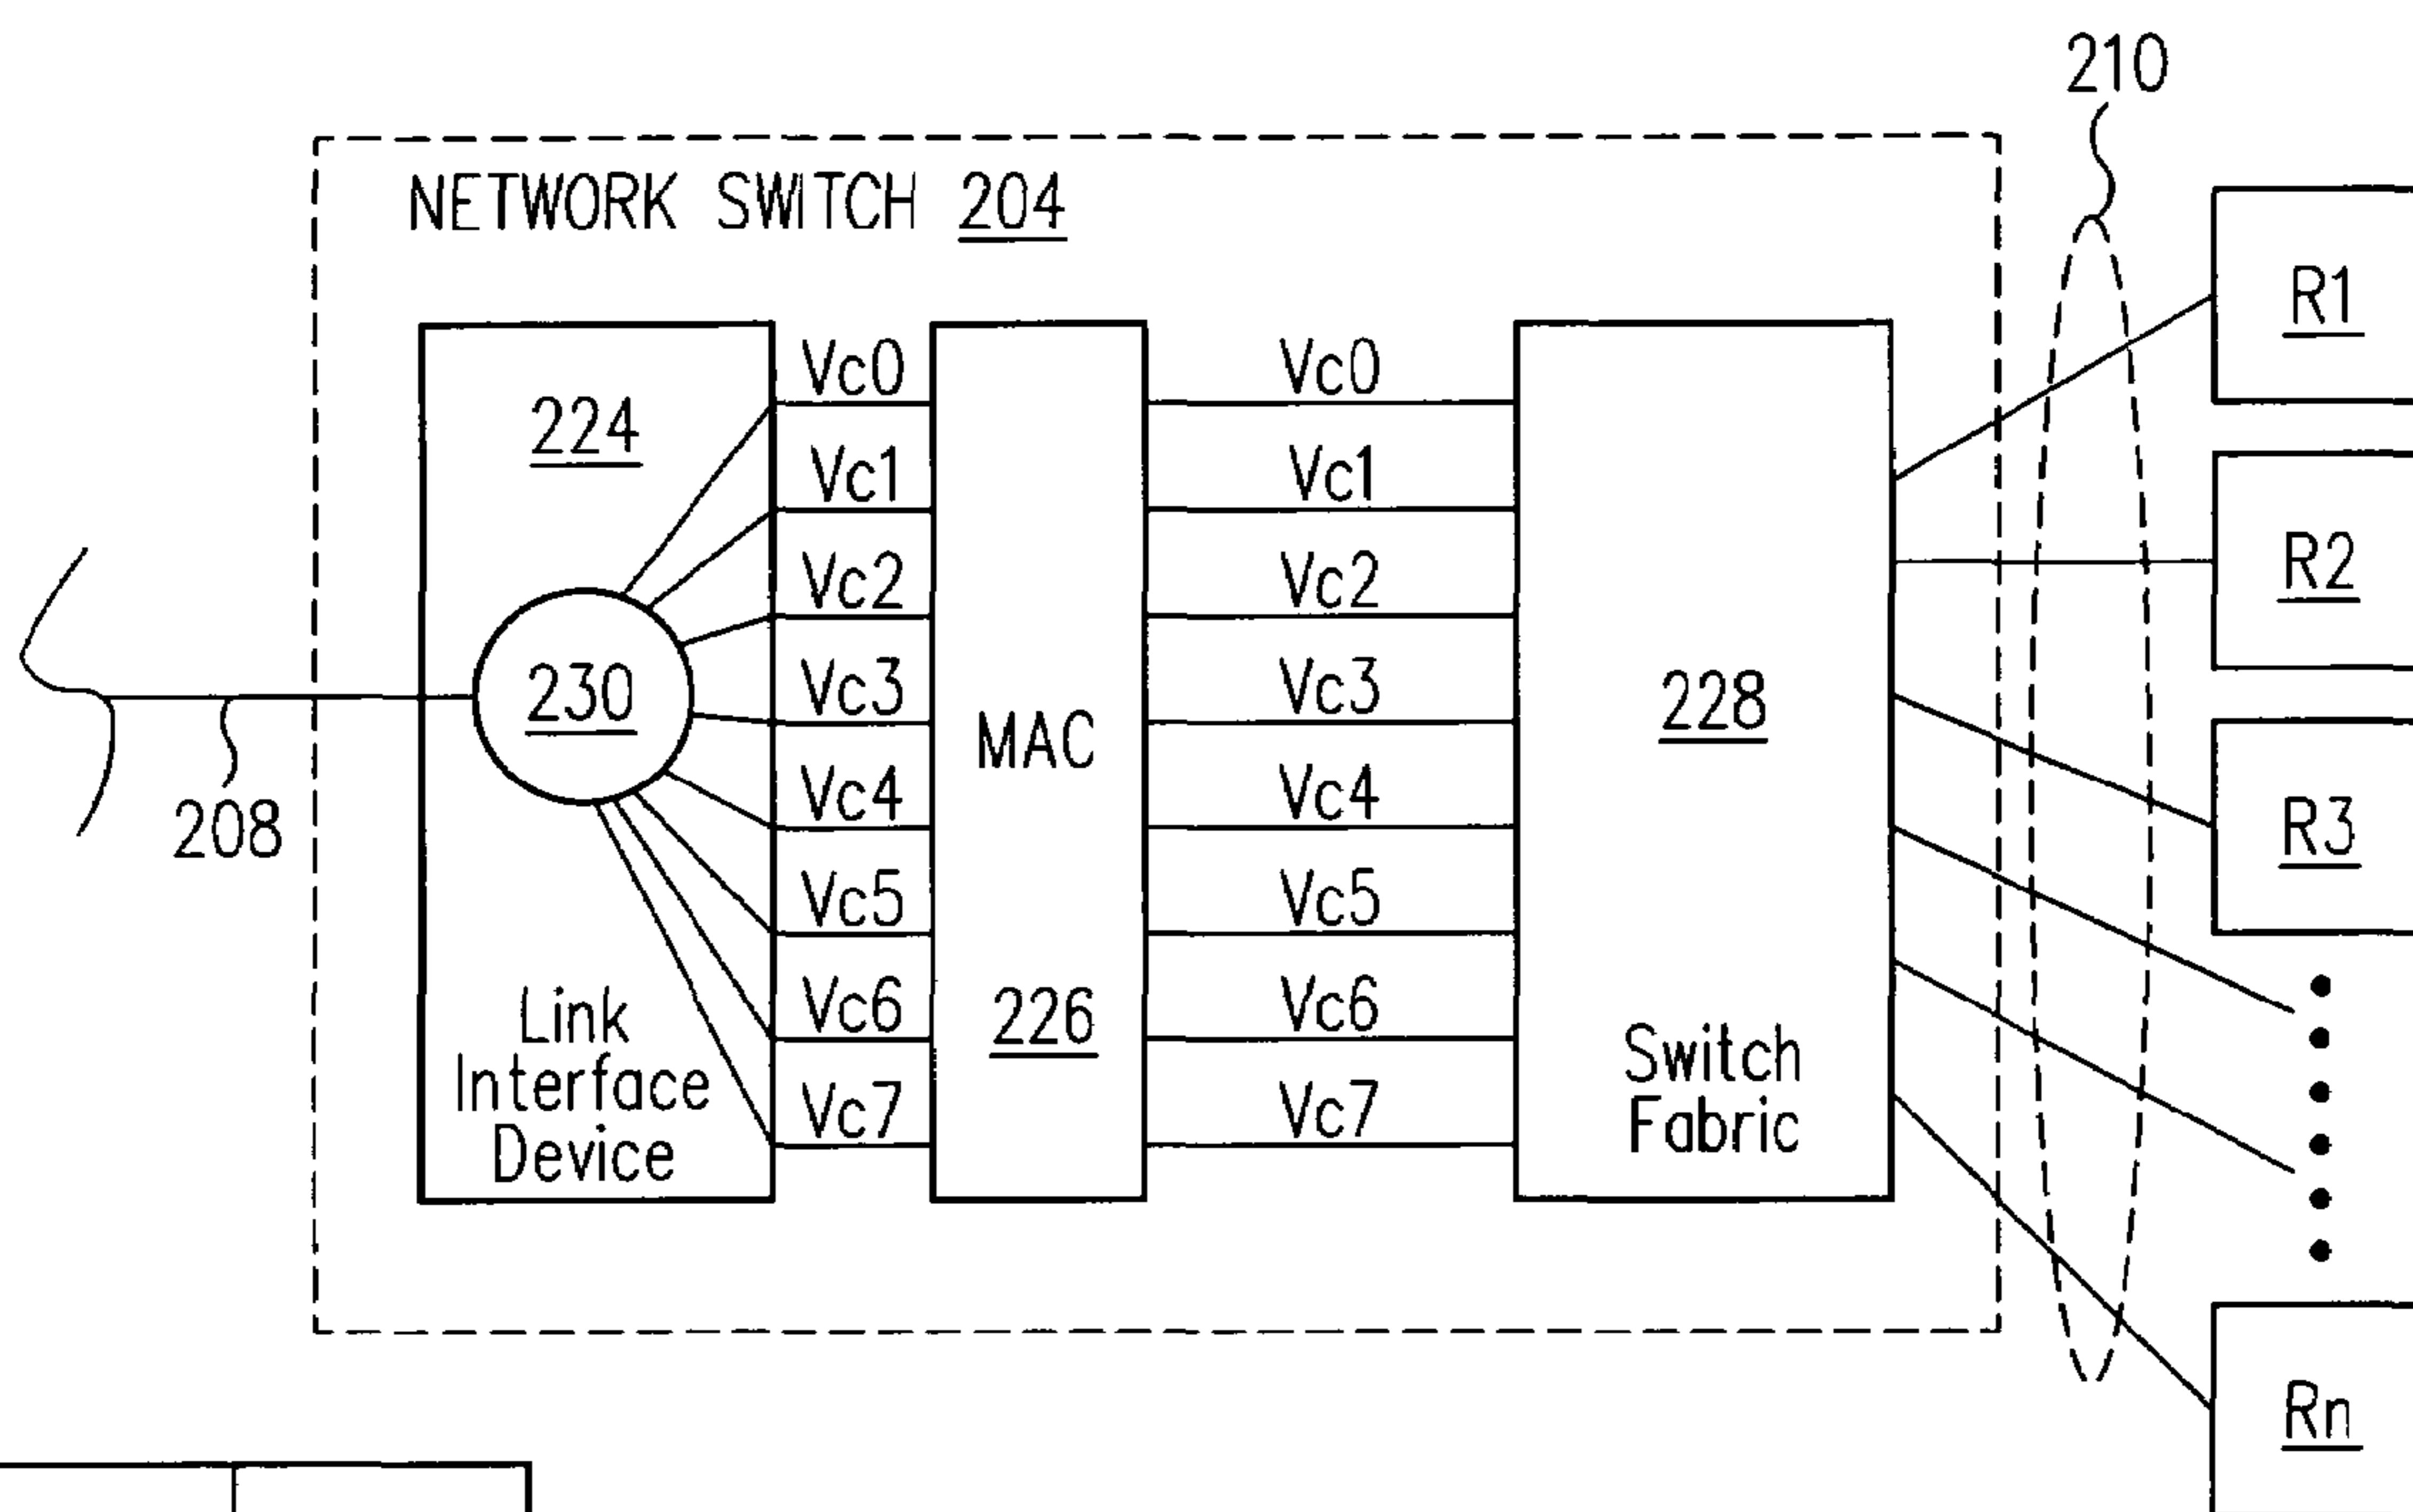 210
NETWORK SWITCH 204
R1
224
Vc0
Vc1
Vc2
Vc3
Vc4
Vc5
Vc6
Vc7
230
208
Link
Interface
Device
MAC
226
Vc0
Vc1
Vc2
Vc3
Vc4
Vc5
Vc6
Vc7
228
Switch
Fabric
R2
R3
Rn